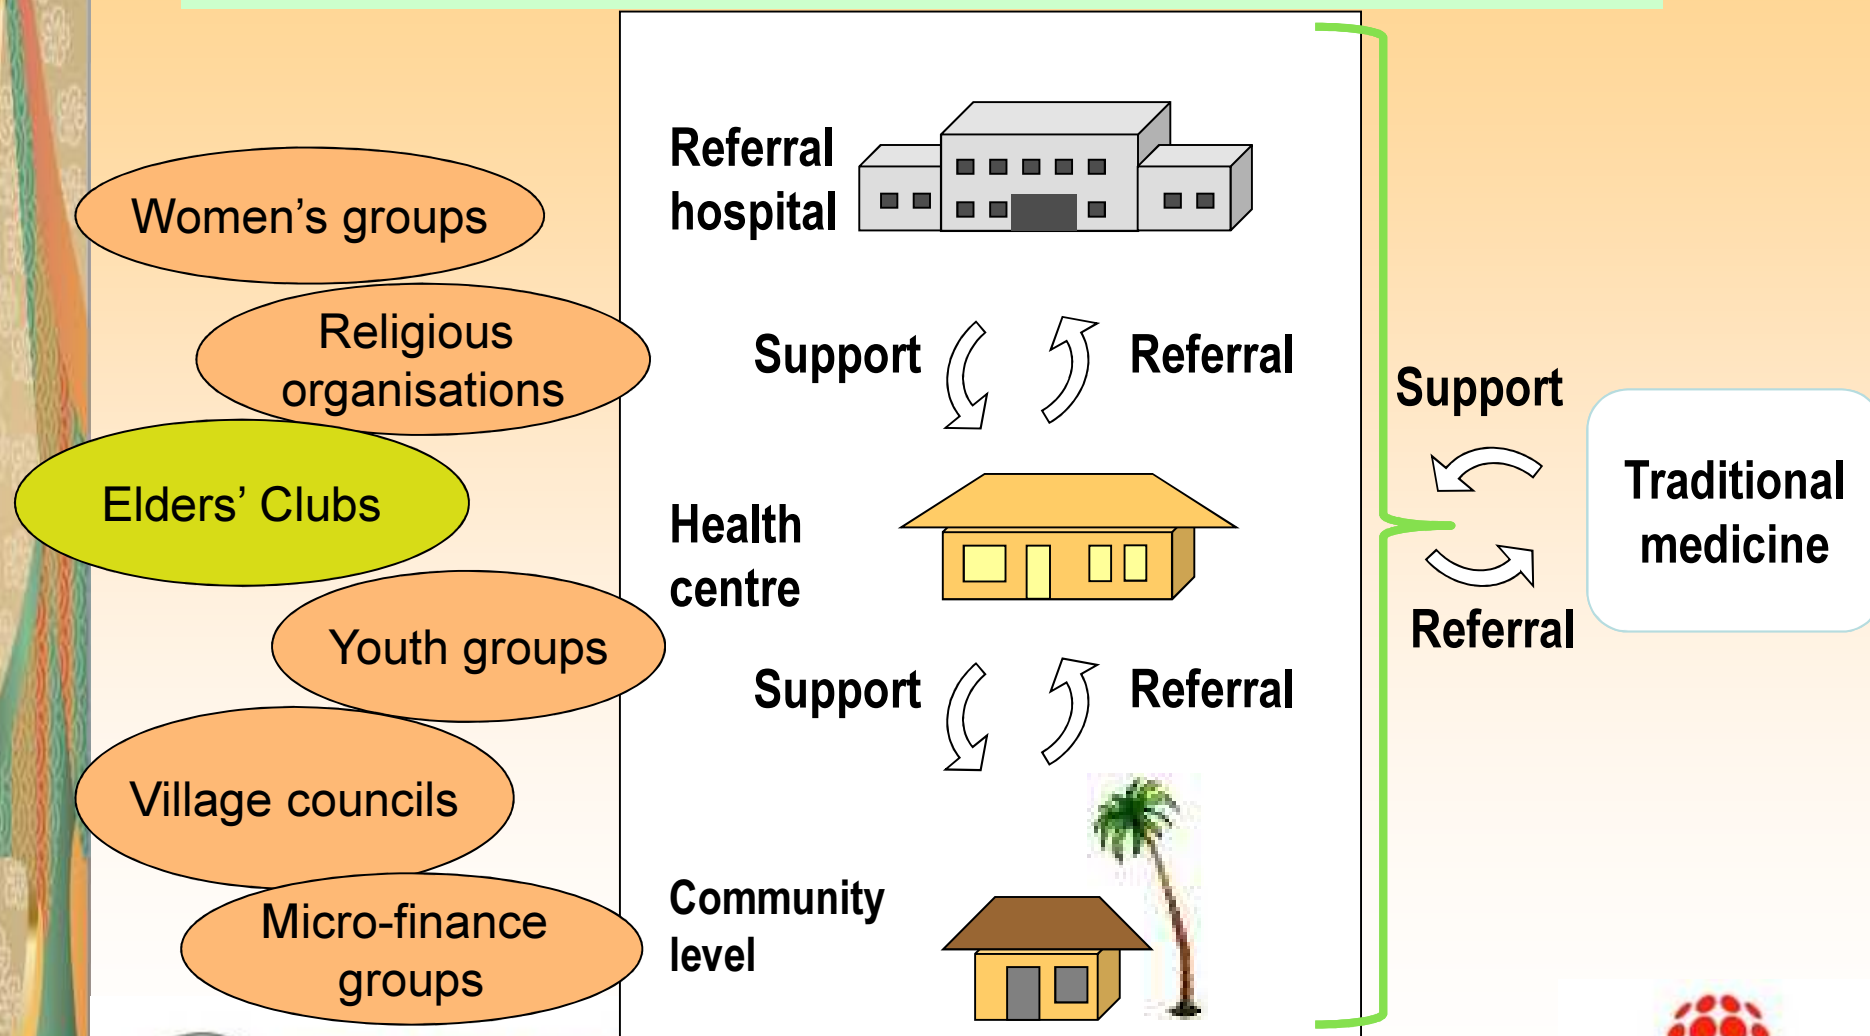 Women’s groups
Religious
organisations
Elders’ Clubs
Youth groups
Village councils
Micro-finance
groups
Referral
hospital
Support
Referral
Health
centre
Support
Referral
Community
level
Support
Referral
Traditional
medicine